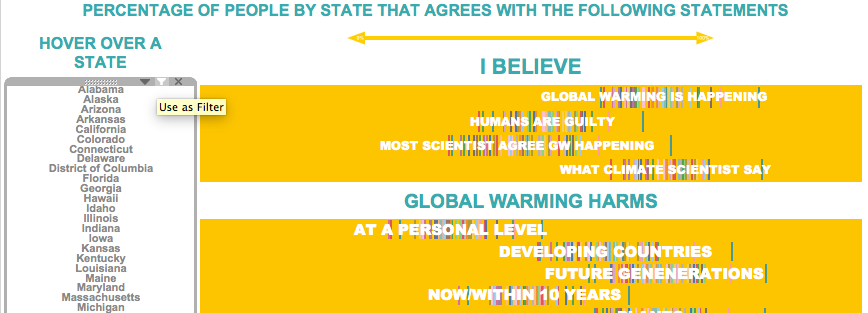 PERCENTAGE OF PEOPLE BY STATE THAT AGREES WITH THE FOLLOWING STATEMENTS
HOVER OVER A
STATE
Alabama
Alaska
Arizona
Arkansas
California
Colorado
Connecticut
Delaware
District of Columbia
Florida
Georgia
Hawaii
Idaho
Illinois
Indiana
Iowa
Kansas
Kentucky
Louisiana
Maine
Maryland
Massachusetts
Michigan
Use as Filter
I BELIEVE
GLOBAL WARMING IS HAPPENING
HUMANS ARE GUILTY
MOST SCIENTIST AGREE GW HAPPENING
WHAT CLIMATE SCIENTIST SAY
GLOBAL WARMING HARMS
AT A PERSONAL LEVEL
DEVELOPING COUNTRIES
FUTURE GENENERATIONS
NOW/WITHIN 10 YEARS